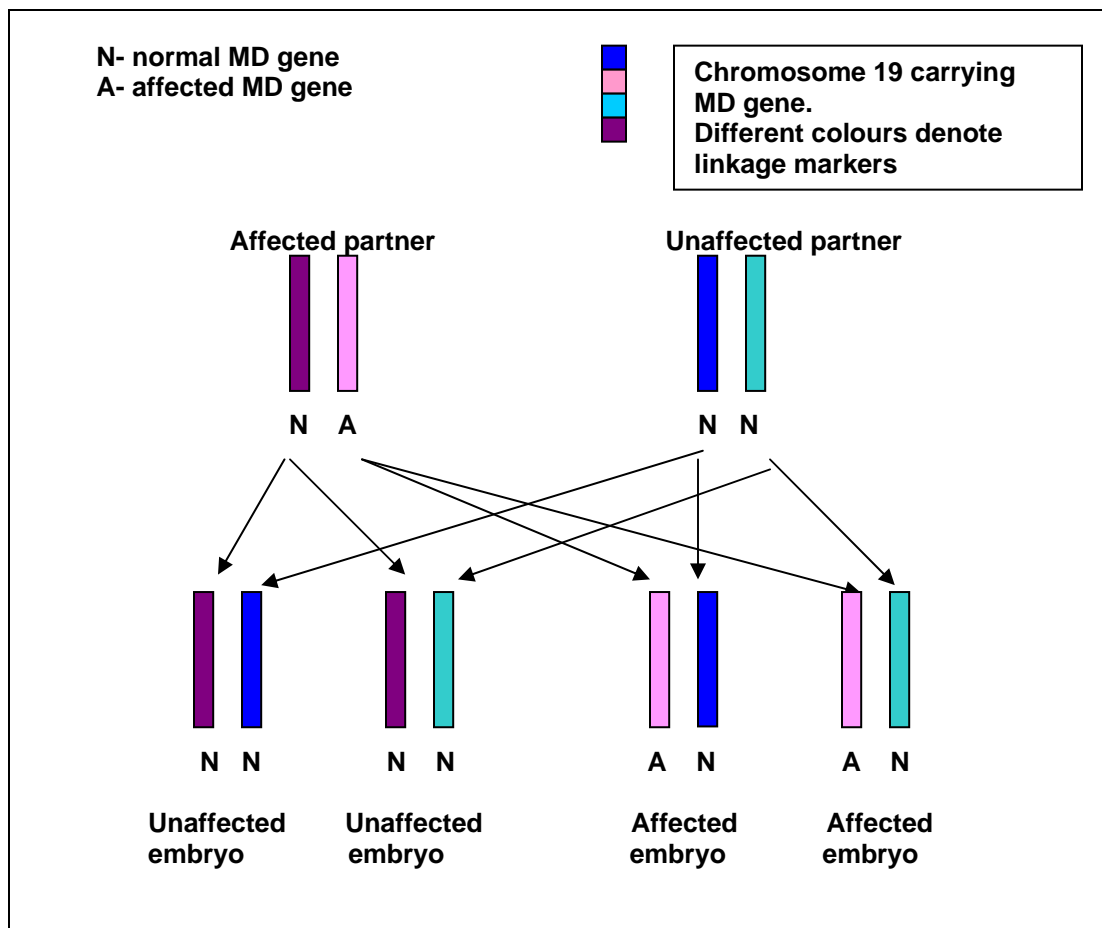 N- normal MD gene
A- affected MD gene
Chromosome 19 carrying
MD gene.
Different colours denote
linkage markers
Affected partner
Unaffected partner
N A
N N
N N
N N
A N
A N
Unaffected
embryo
Unaffected
embryo
Affected
embryo
Affected
embryo